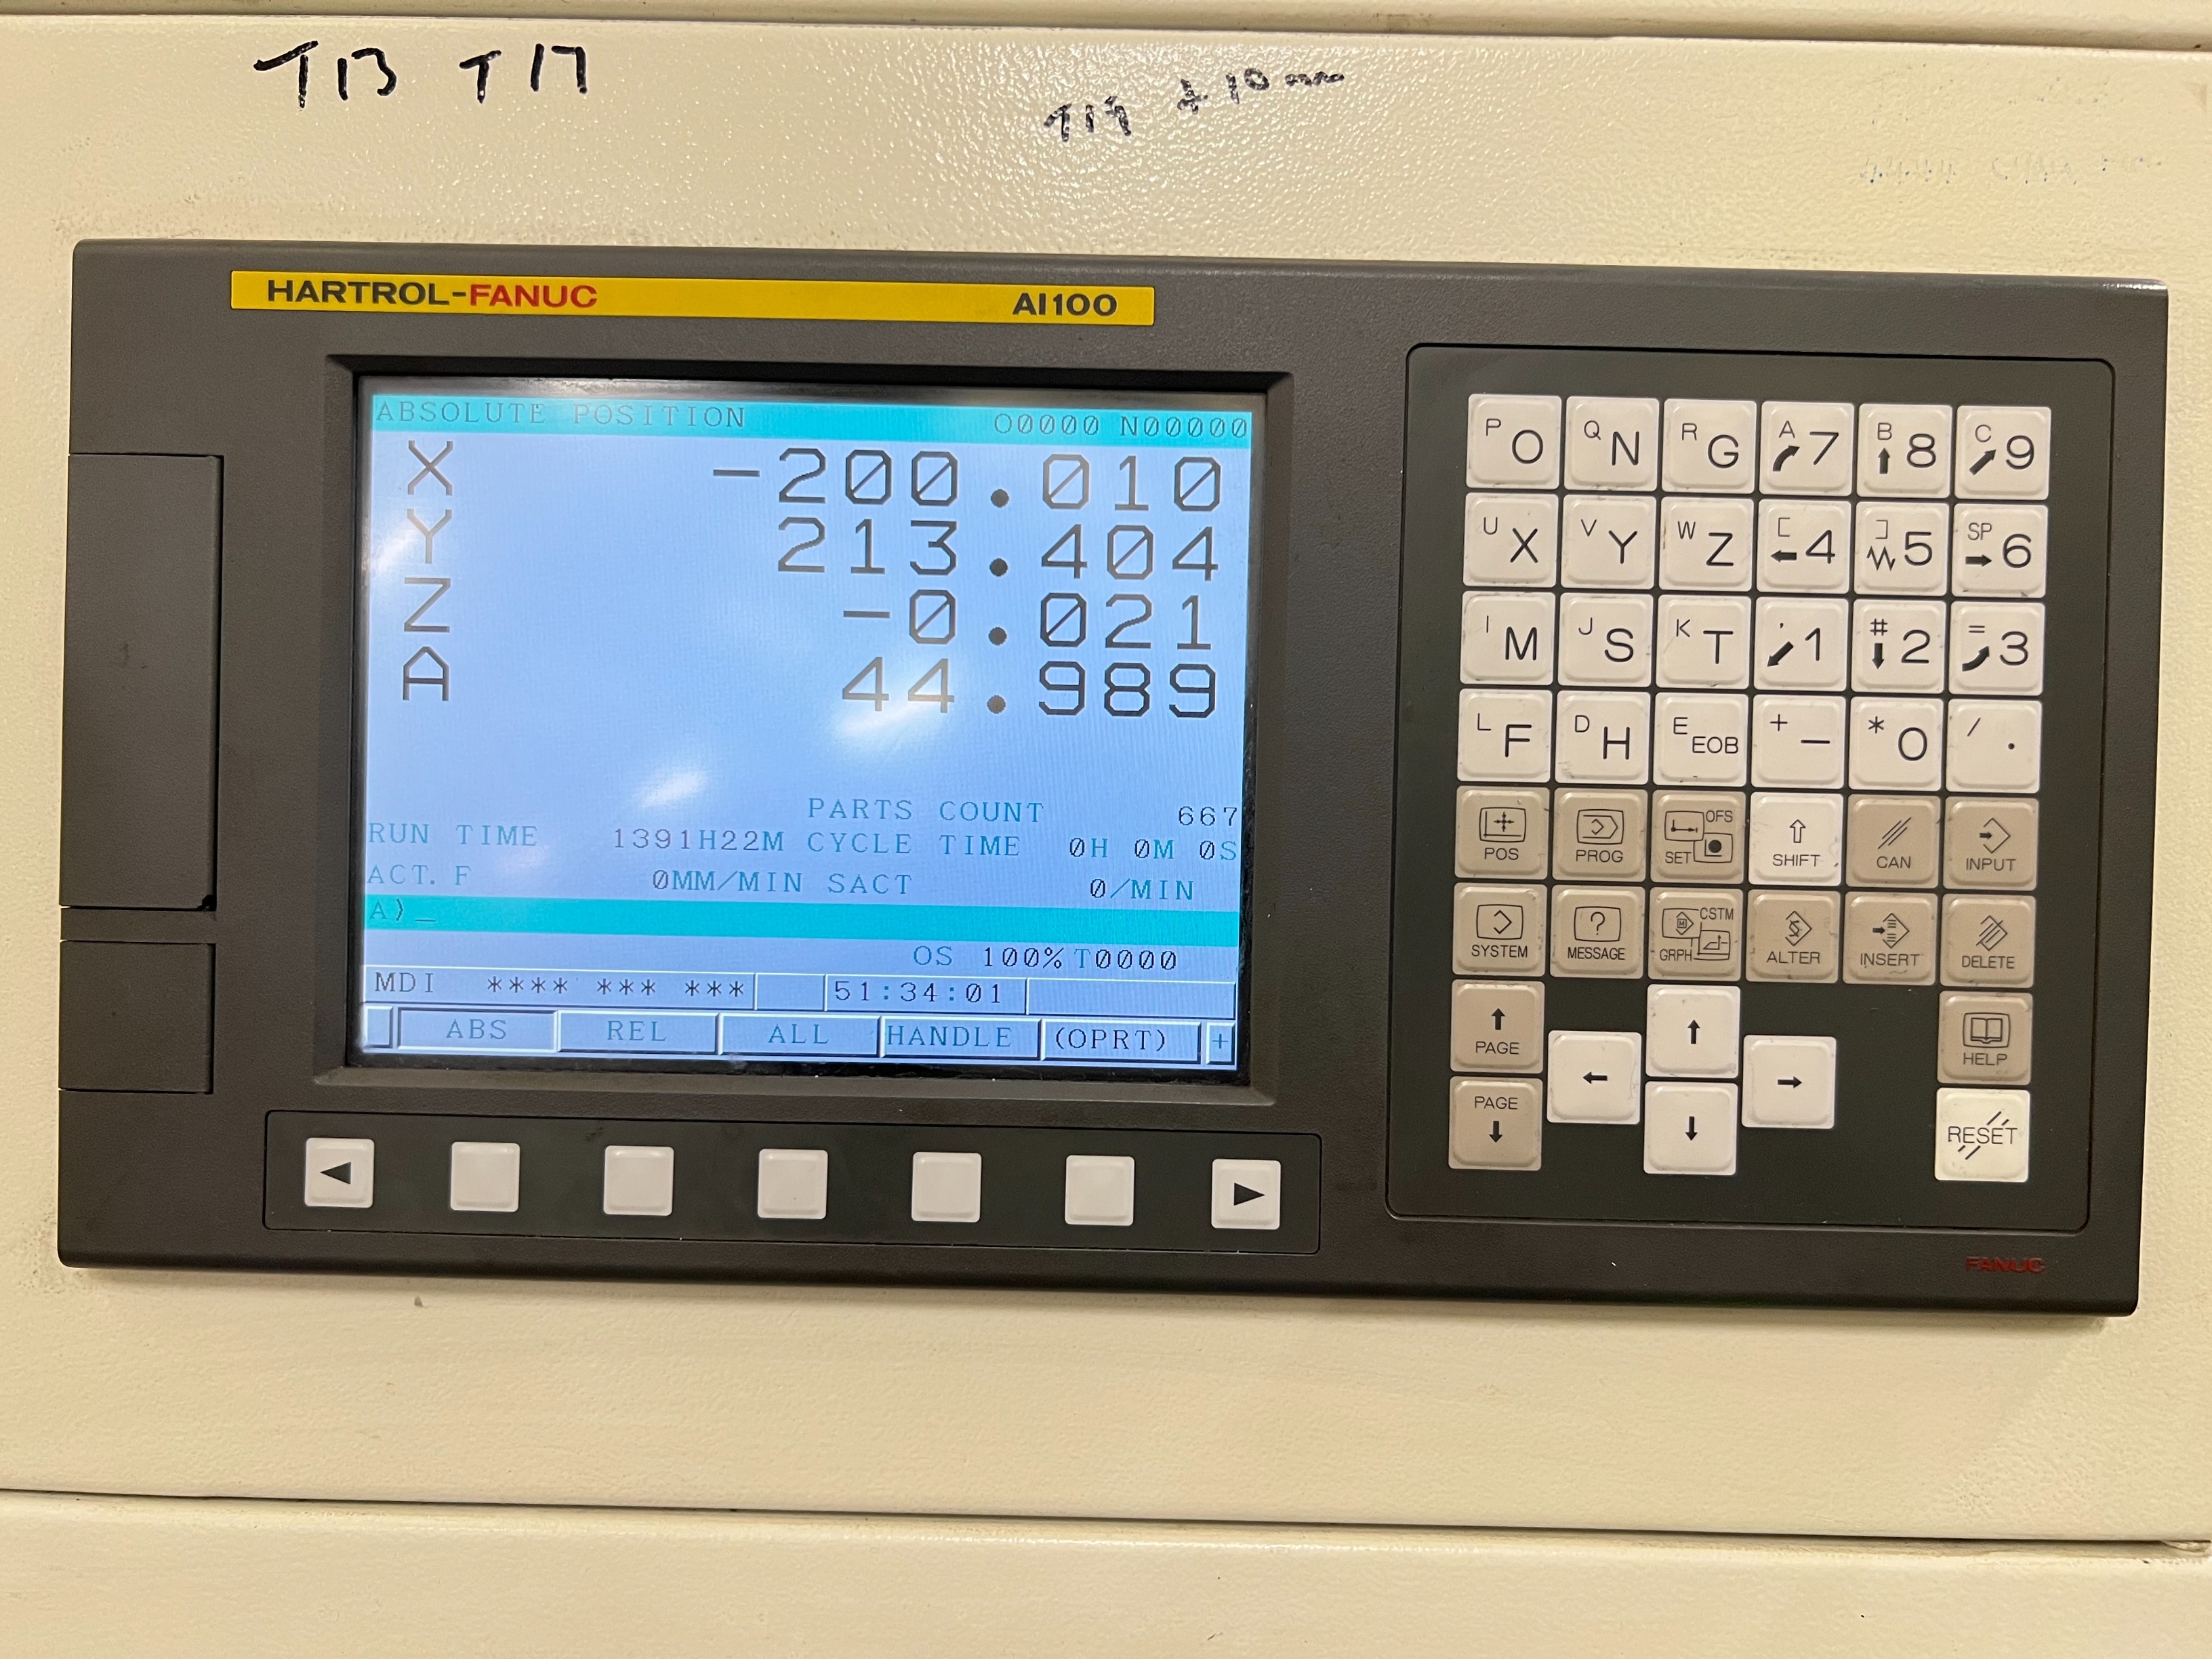 T13 T17
T19 +10mm
HARTROL-FANUC AI100
ABSOLUTE POSITION O0000 N00000
X -200.010
Y 213.404
Z -0.021
A 44.989
PARTS COUNT 667
RUN TIME 1391H22M CYCLE TIME 0H 0M 0S
ACT. F 0MM/MIN SACT 0/MIN
A)_
OS 100% T0000
MDI **** *** *** 51:34:01
ABS REL ALL HANDLE (OPRT) +
P O Q N R G A 7 B 8 C 9
U X V Y W Z [ 4 ] 5 SP 6
I M J S K T , 1 # 2 = 3
L F D H E EOB + - * 0 / .
POS PROG OFS SET SHIFT CAN INPUT
SYSTEM MESSAGE CSTM GRPH ALTER INSERT DELETE
PAGE HELP
PAGE RESET
FANUC